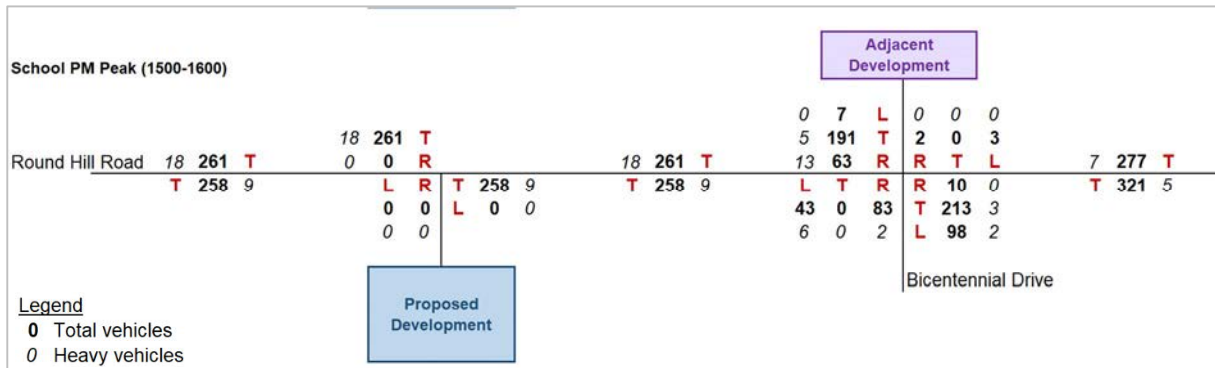 Adjacent
Development
School PM Peak (1500-1600)
0 7 L 0 0 0
18 261 T 5 191 T 2 0 3
Round Hill Road 18 261 T 0 0 R 18 261 T 13 63 R R T L 7 277 T
T 258 9 L R T 258 9 T 258 9 L T R R 10 0 T 321 5
0 0 L 0 0 43 0 83 T 213 3
0 0 6 0 2 L 98 2
Bicentennial Drive
Proposed
Development
Legend
0 Total vehicles
0 Heavy vehicles